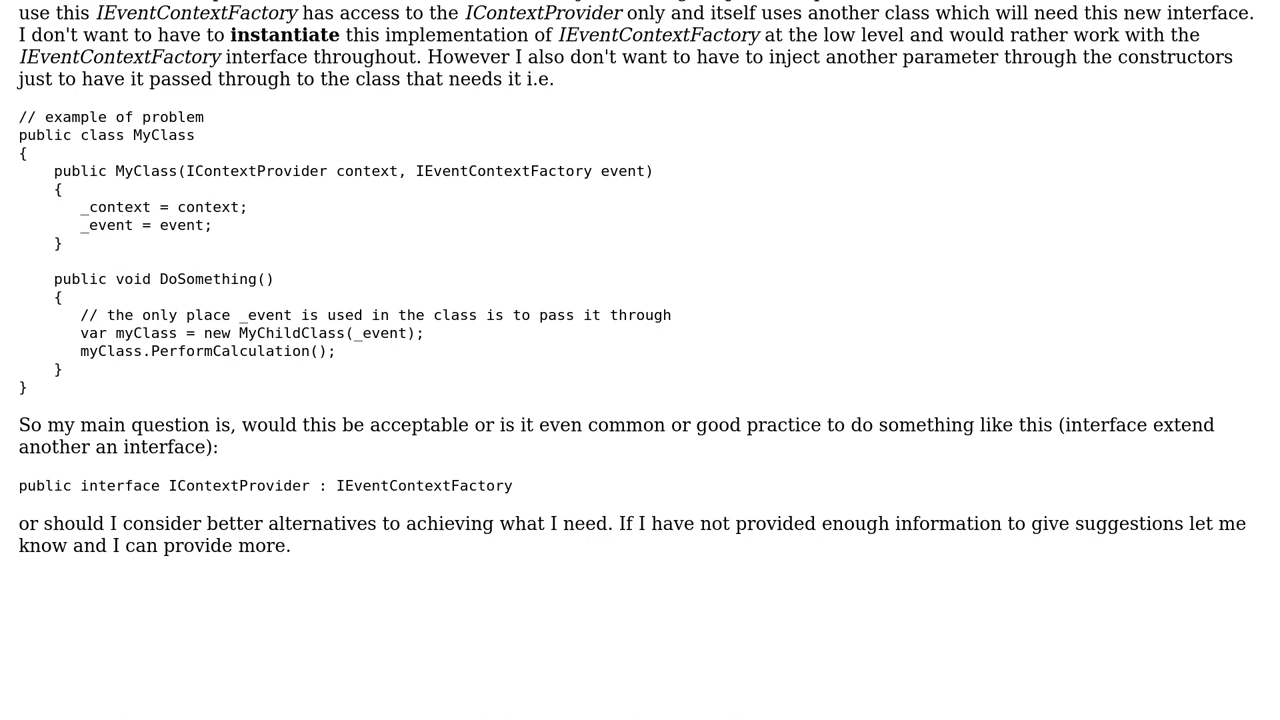 use this IEventContextFactory has access to the IContextProvider only and itself uses another class which will need this new interface.
I don't want to have to instantiate this implementation of IEventContextFactory at the low level and would rather work with the
IEventContextFactory interface throughout. However I also don't want to have to inject another parameter through the constructors
just to have it passed through to the class that needs it i.e.
// example of problem
public class MyClass
{
    public MyClass(IContextProvider context, IEventContextFactory event)
    {
       _context = context;
       _event = event;
    }
    public void DoSomething()
    {
       // the only place _event is used in the class is to pass it through
       var myClass = new MyChildClass(_event);
       myClass.PerformCalculation();
    }
}
So my main question is, would this be acceptable or is it even common or good practice to do something like this (interface extend
another an interface):
public interface IContextProvider : IEventContextFactory
or should I consider better alternatives to achieving what I need. If I have not provided enough information to give suggestions let me
know and I can provide more.